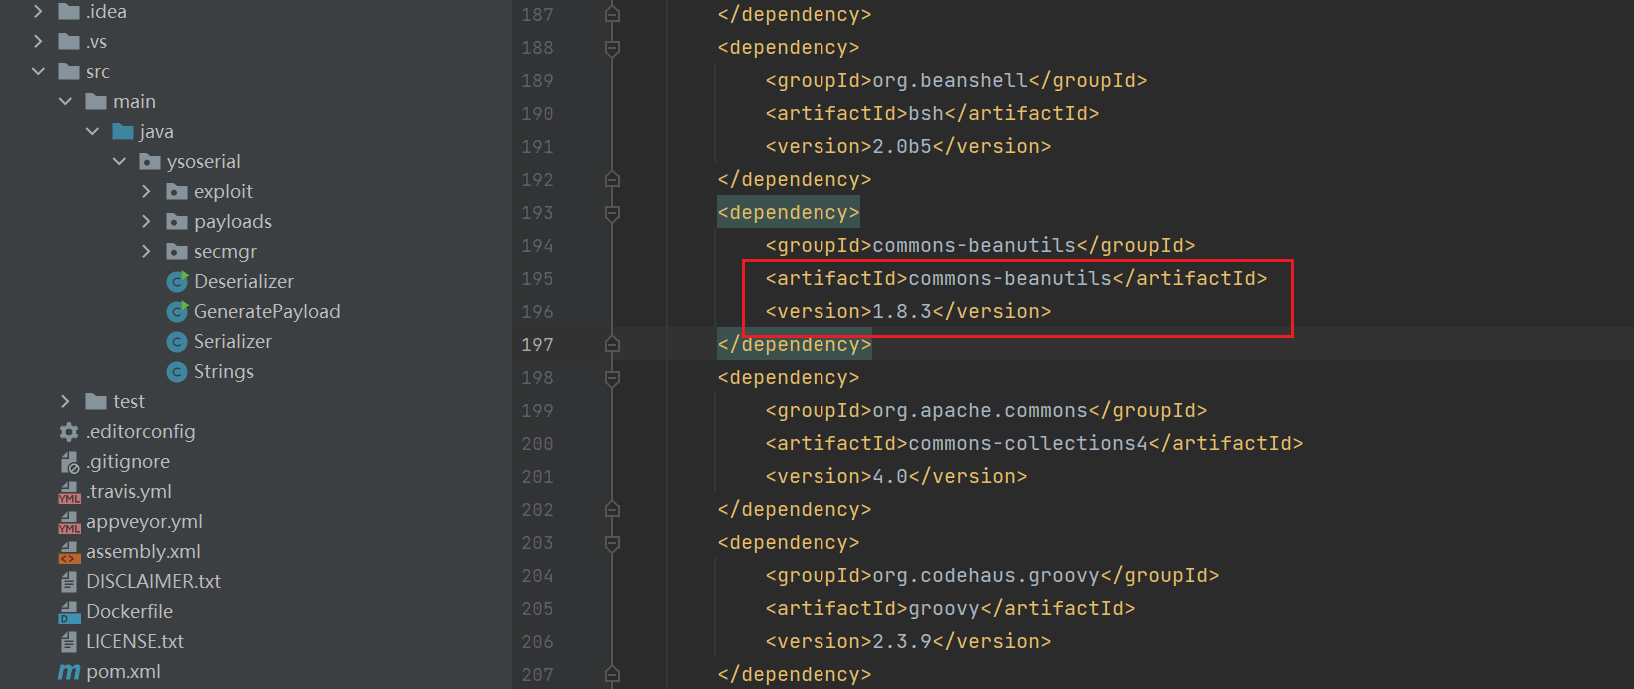 .idea
.vs
src
main
java
ysoserial
exploit
payloads
secmgr
Deserializer
GeneratePayload
Serializer
Strings
test
.editorconfig
.gitignore
.travis.yml
appveyor.yml
assembly.xml
DISCLAIMER.txt
Dockerfile
LICENSE.txt
pom.xml
187 </dependency>
188 <dependency>
189 <groupId>org.beanshell</groupId>
190 <artifactId>bsh</artifactId>
191 <version>2.0b5</version>
192 </dependency>
193 <dependency>
194 <groupId>commons-beanutils</groupId>
195 <artifactId>commons-beanutils</artifactId>
196 <version>1.8.3</version>
197 </dependency>
198 <dependency>
199 <groupId>org.apache.commons</groupId>
200 <artifactId>commons-collections4</artifactId>
201 <version>4.0</version>
202 </dependency>
203 <dependency>
204 <groupId>org.codehaus.groovy</groupId>
205 <artifactId>groovy</artifactId>
206 <version>2.3.9</version>
207 </dependency>